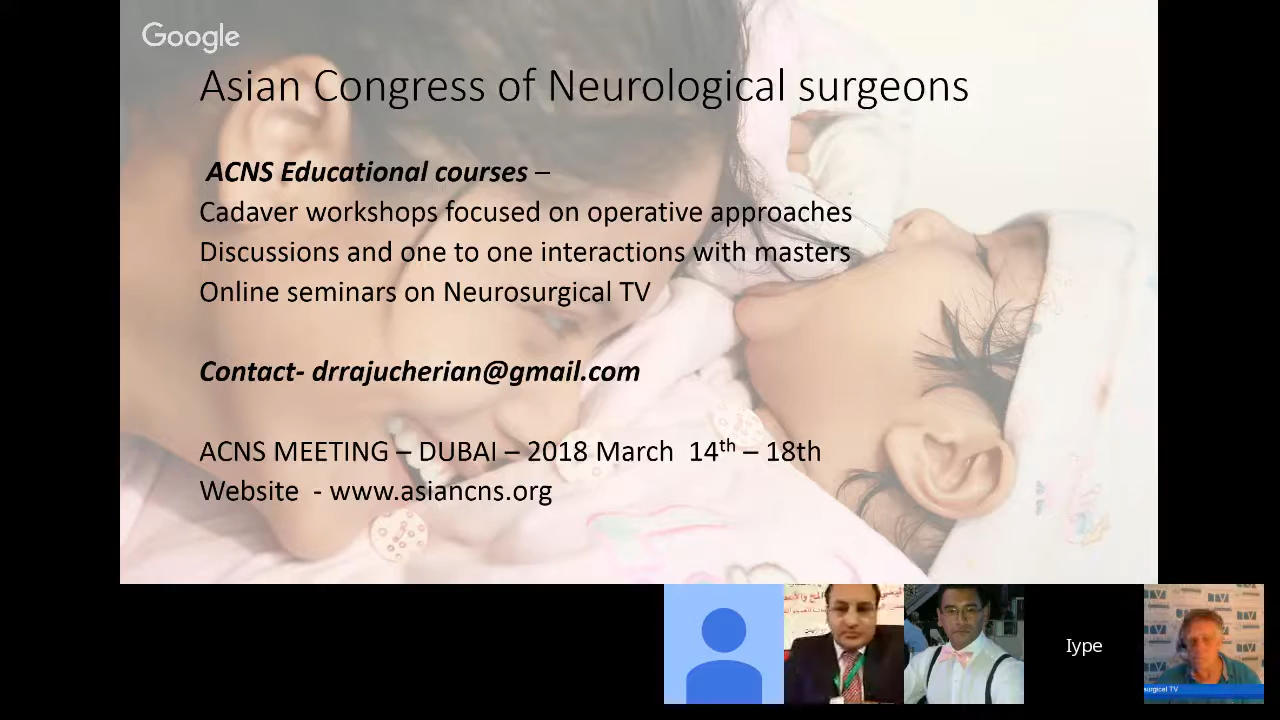 Google
Asian Congress of Neurological surgeons
ACNS Educational courses –
Cadaver workshops focused on operative approaches
Discussions and one to one interactions with masters
Online seminars on Neurosurgical TV
Contact- drrajucherian@gmail.com
ACNS MEETING – DUBAI – 2018 March 14th – 18th
Website - www.asiancns.org
Iype
urgical TV